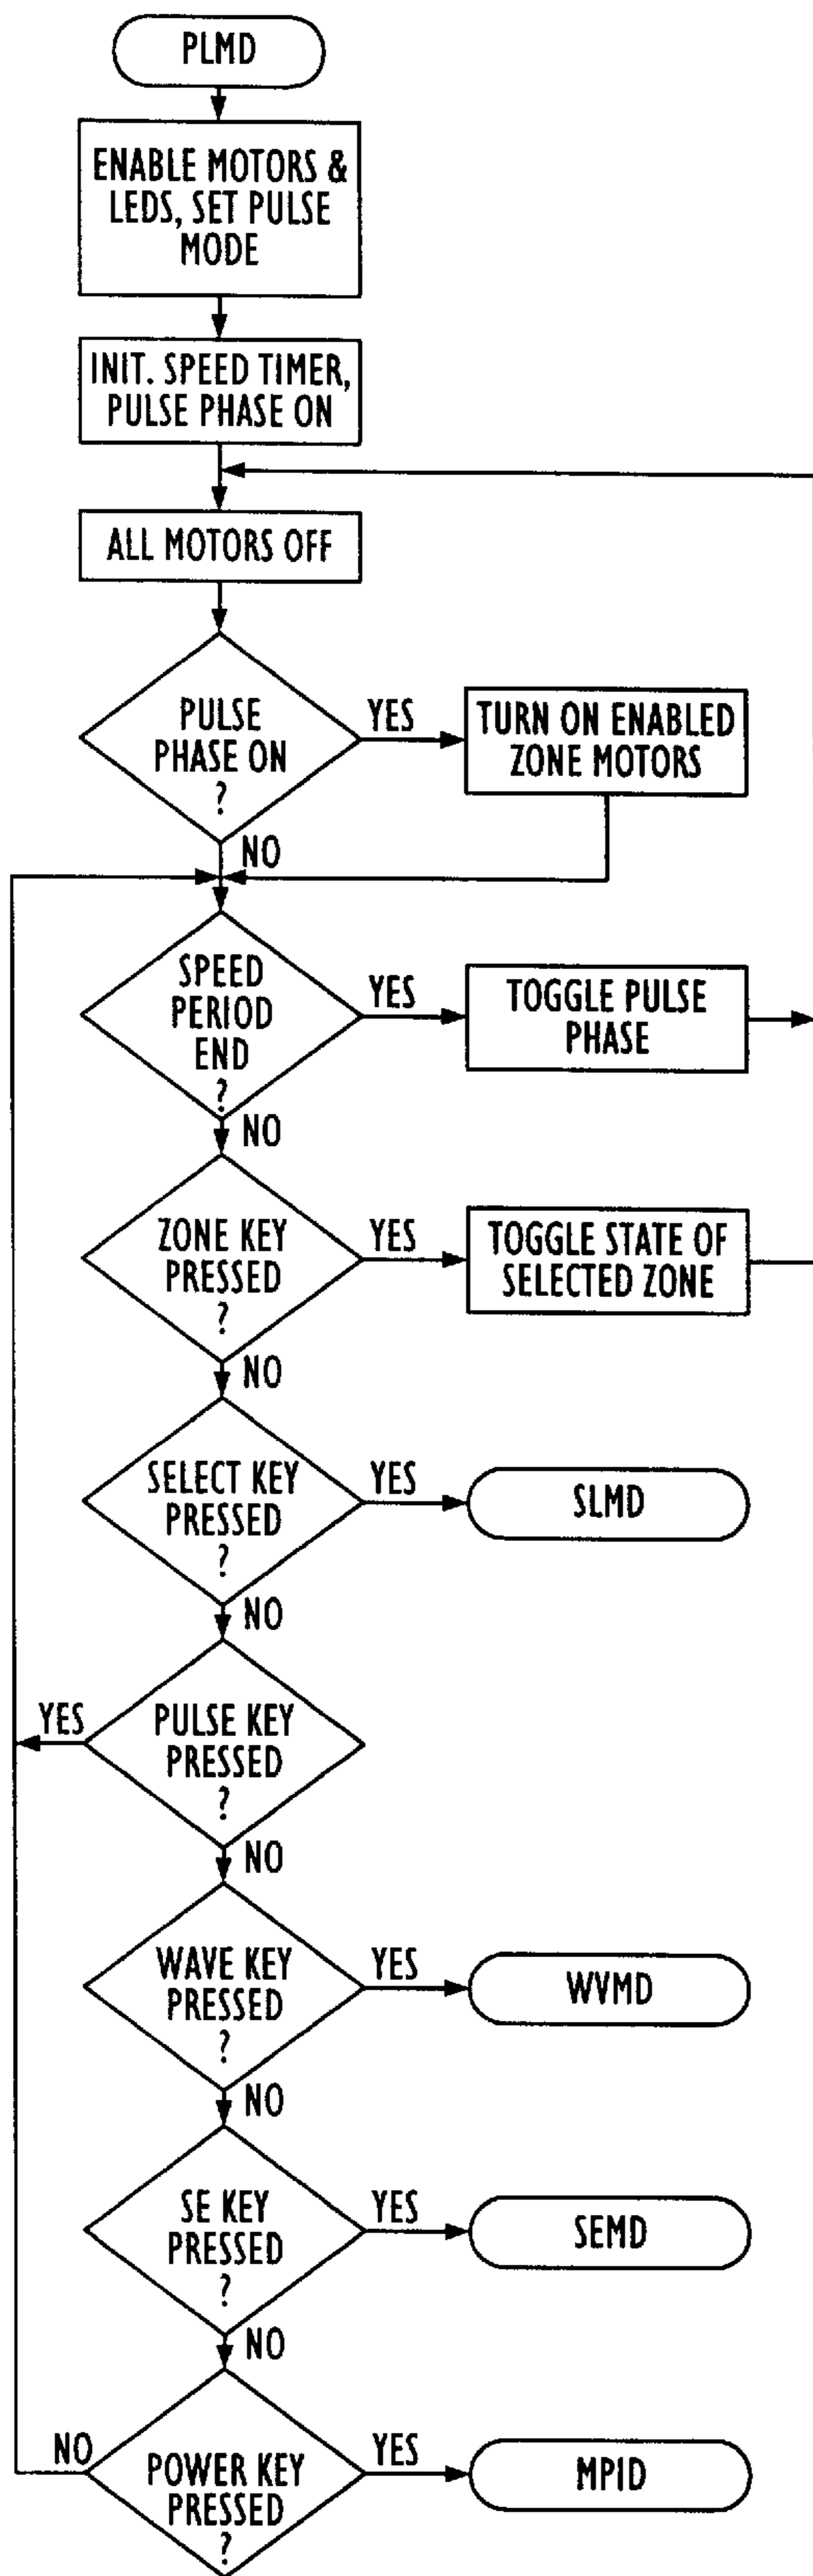 PLMD
ENABLE MOTORS &
LEDS, SET PULSE
MODE
INIT. SPEED TIMER,
PULSE PHASE ON
ALL MOTORS OFF
PULSE
PHASE ON
?
YES
TURN ON ENABLED
ZONE MOTORS
NO
SPEED
PERIOD
END
?
YES
TOGGLE PULSE
PHASE
NO
ZONE KEY
PRESSED
?
YES
TOGGLE STATE OF
SELECTED ZONE
NO
SELECT KEY
PRESSED
?
YES
SLMD
NO
YES
PULSE KEY
PRESSED
?
NO
WAVE KEY
PRESSED
?
YES
WVMD
NO
SE KEY
PRESSED
?
YES
SEMD
NO
NO
POWER KEY
PRESSED
?
YES
MPID